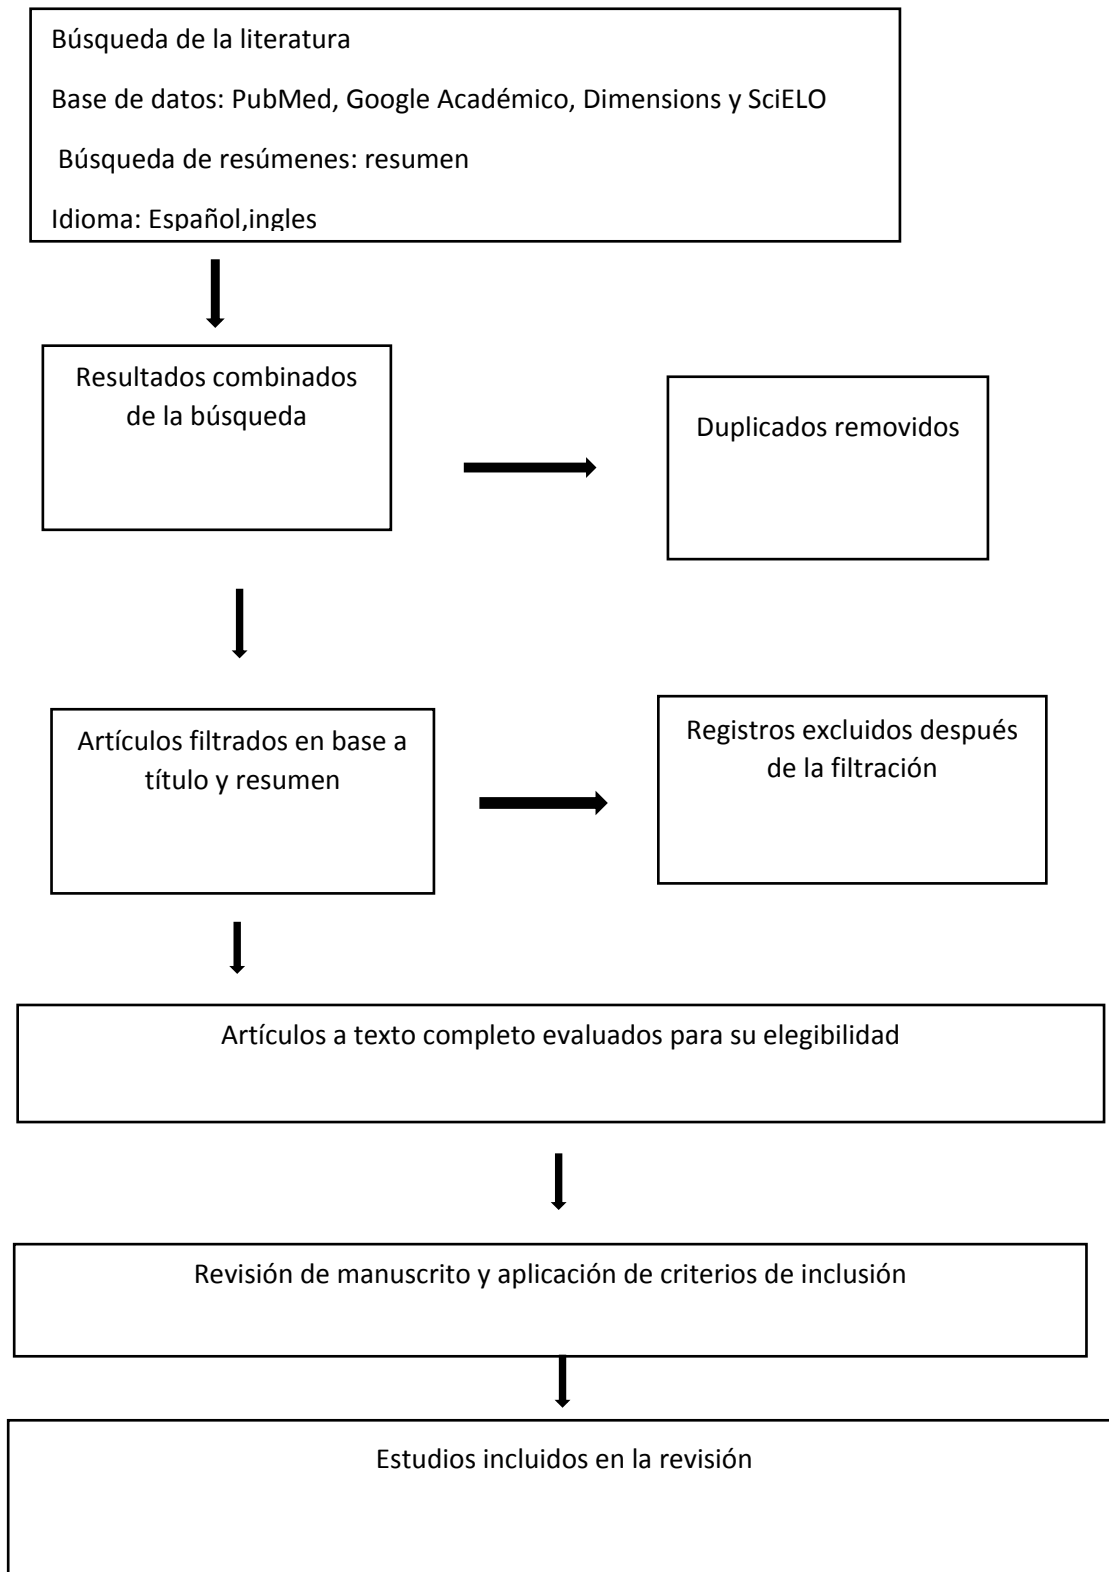 Búsqueda de la literatura
Base de datos: PubMed, Google Académico, Dimensions y SciELO
Búsqueda de resúmenes: resumen
Idioma: Español,ingles
Resultados combinados
de la búsqueda
Duplicados removidos
Artículos filtrados en base a
título y resumen
Registros excluidos después
de la filtración
Artículos a texto completo evaluados para su elegibilidad
Revisión de manuscrito y aplicación de criterios de inclusión
Estudios incluidos en la revisión